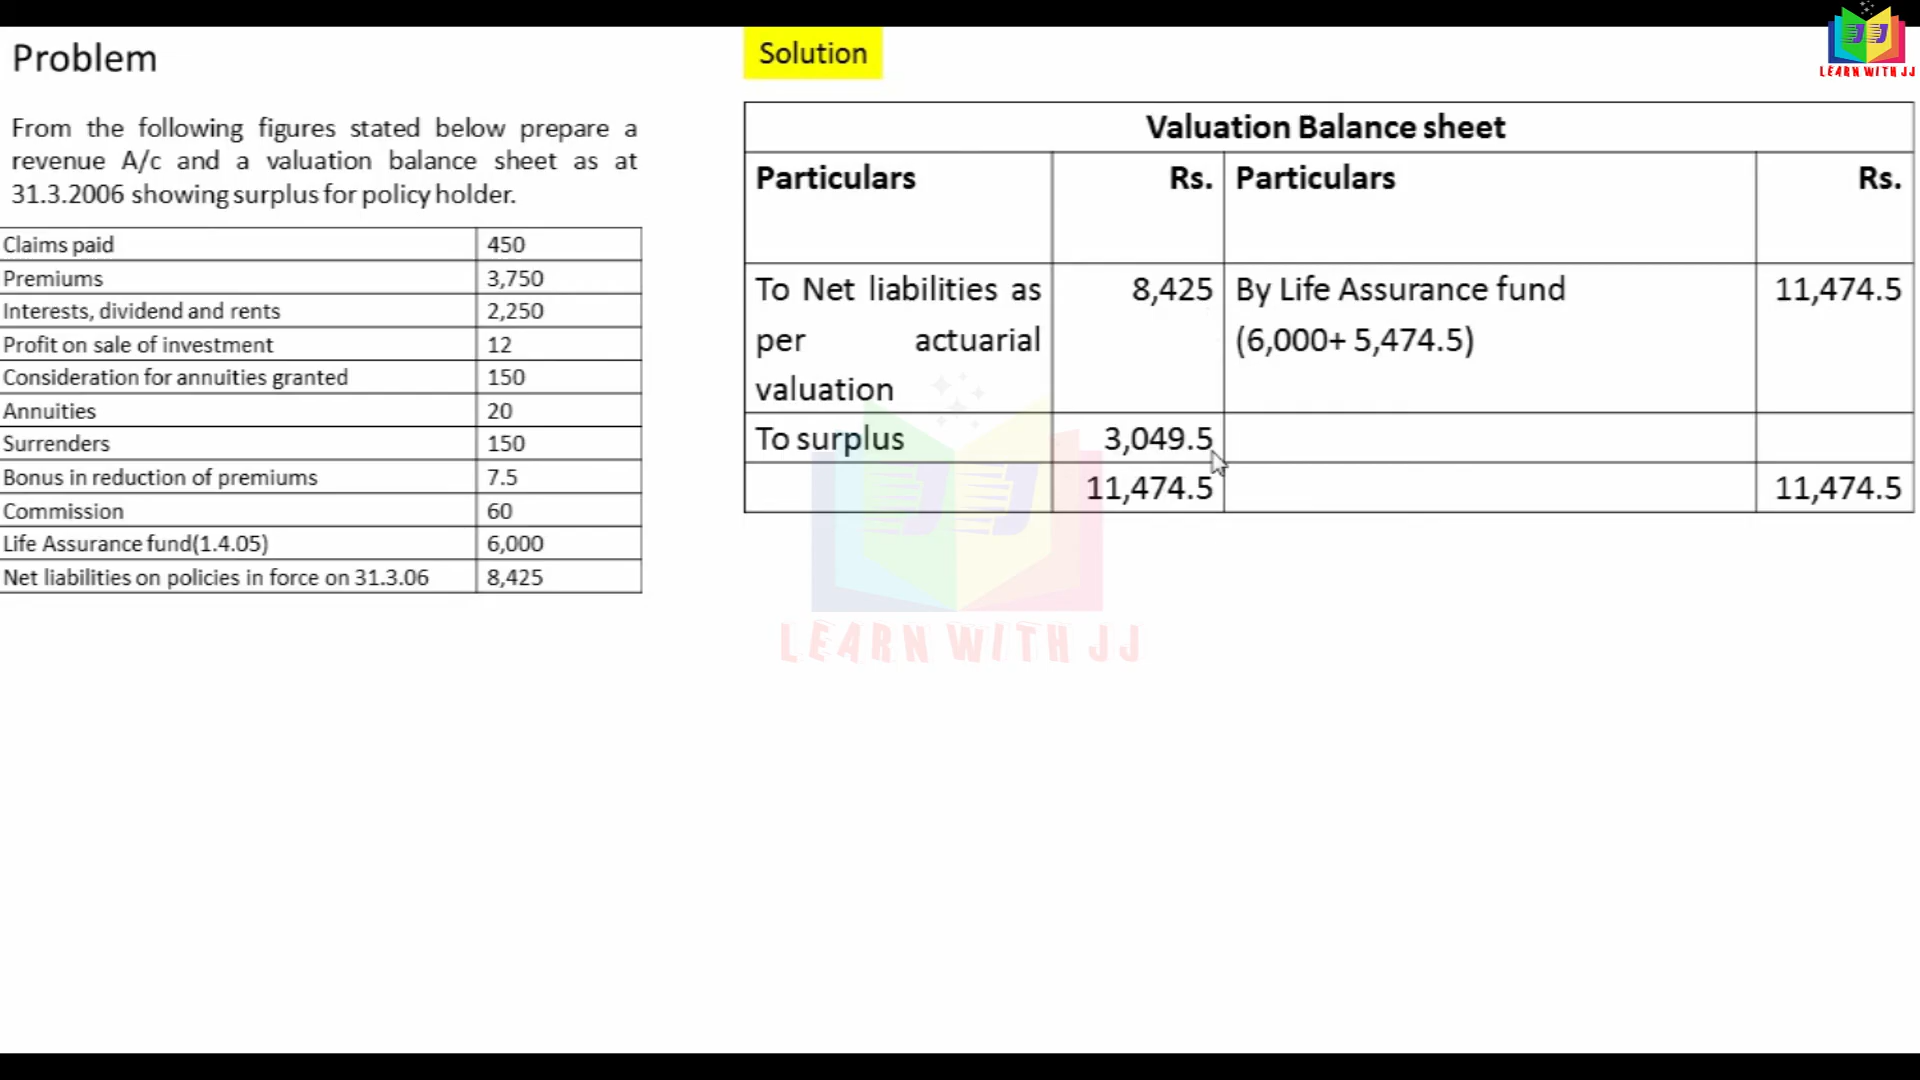 Problem
From the following figures stated below prepare a
revenue A/c and a valuation balance sheet as at
31.3.2006 showing surplus for policy holder.
Claims paid 450
Premiums 3,750
Interests, dividend and rents 2,250
Profit on sale of investment 12
Consideration for annuities granted 150
Annuities 20
Surrenders 150
Bonus in reduction of premiums 7.5
Commission 60
Life Assurance fund(1.4.05) 6,000
Net liabilities on policies in force on 31.3.06 8,425
Solution
Valuation Balance sheet
Particulars Rs. Particulars Rs.
To Net liabilities as 8,425 By Life Assurance fund 11,474.5
per actuarial (6,000+ 5,474.5)
valuation
To surplus 3,049.5
11,474.5 11,474.5
JJ
LEARN WITH JJ
JJ
LEARN WITH JJ